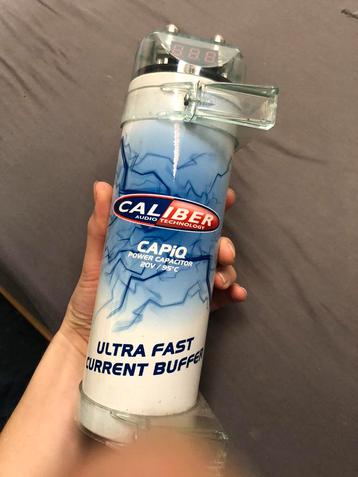 CALIBER
AUDIO TECHNOLOGY
CAPiQ
POWER CAPACITOR
20V / 95°C
ULTRA FAST
CURRENT BUFFER